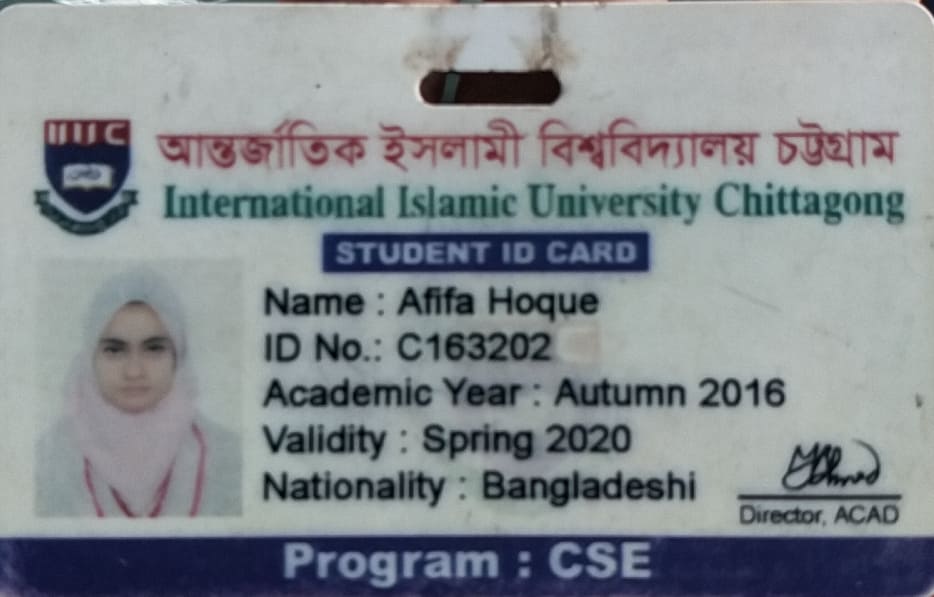 IIUC
আন্তর্জাতিক ইসলামী বিশ্ববিদ্যালয় চট্টগ্রাম
International Islamic University Chittagong
STUDENT ID CARD
Name : Afifa Hoque
ID No.: C163202
Academic Year : Autumn 2016
Validity : Spring 2020
Nationality : Bangladeshi
Director, ACAD
Program : CSE